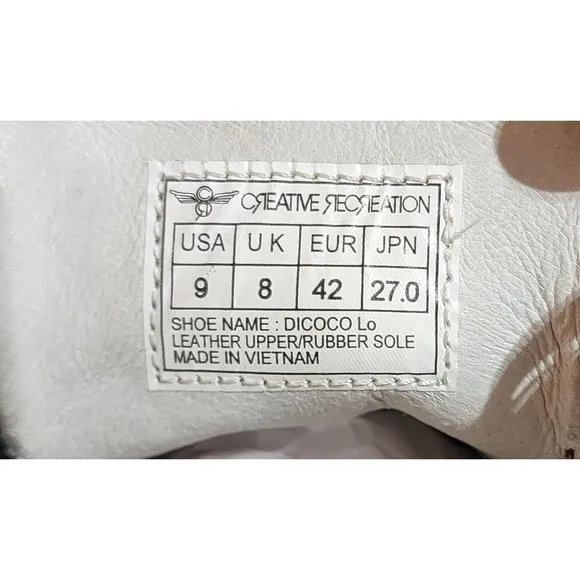 CREATIVE RECREATION
USA UK EUR JPN
9 8 42 27.0
SHOE NAME : DICOCO Lo
LEATHER UPPER/RUBBER SOLE
MADE IN VIETNAM